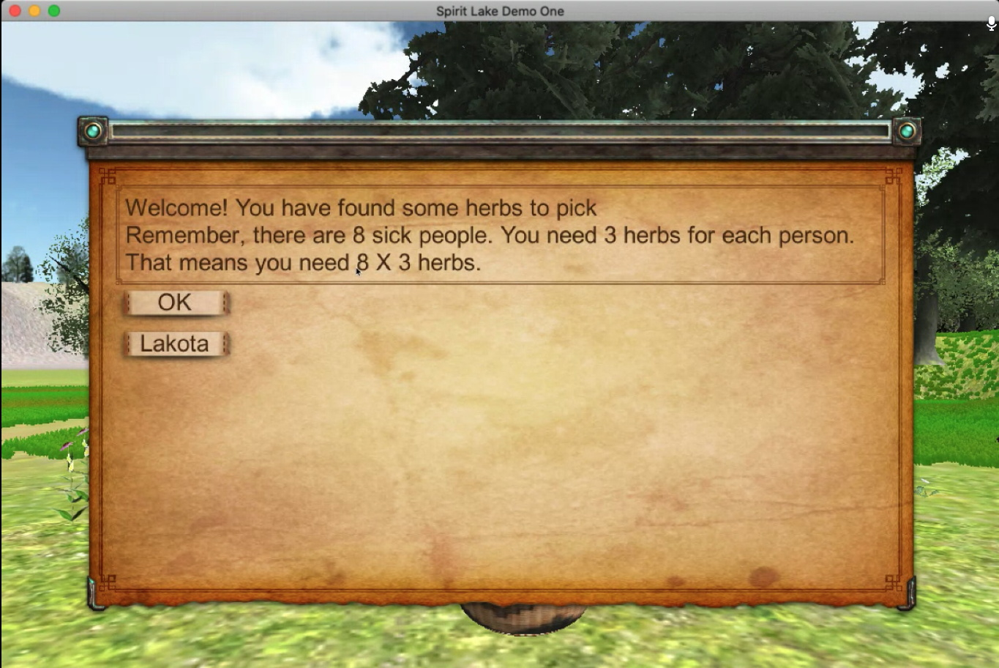 Spirit Lake Demo One
Welcome! You have found some herbs to pick
Remember, there are 8 sick people. You need 3 herbs for each person.
That means you need 8 X 3 herbs.
OK
Lakota